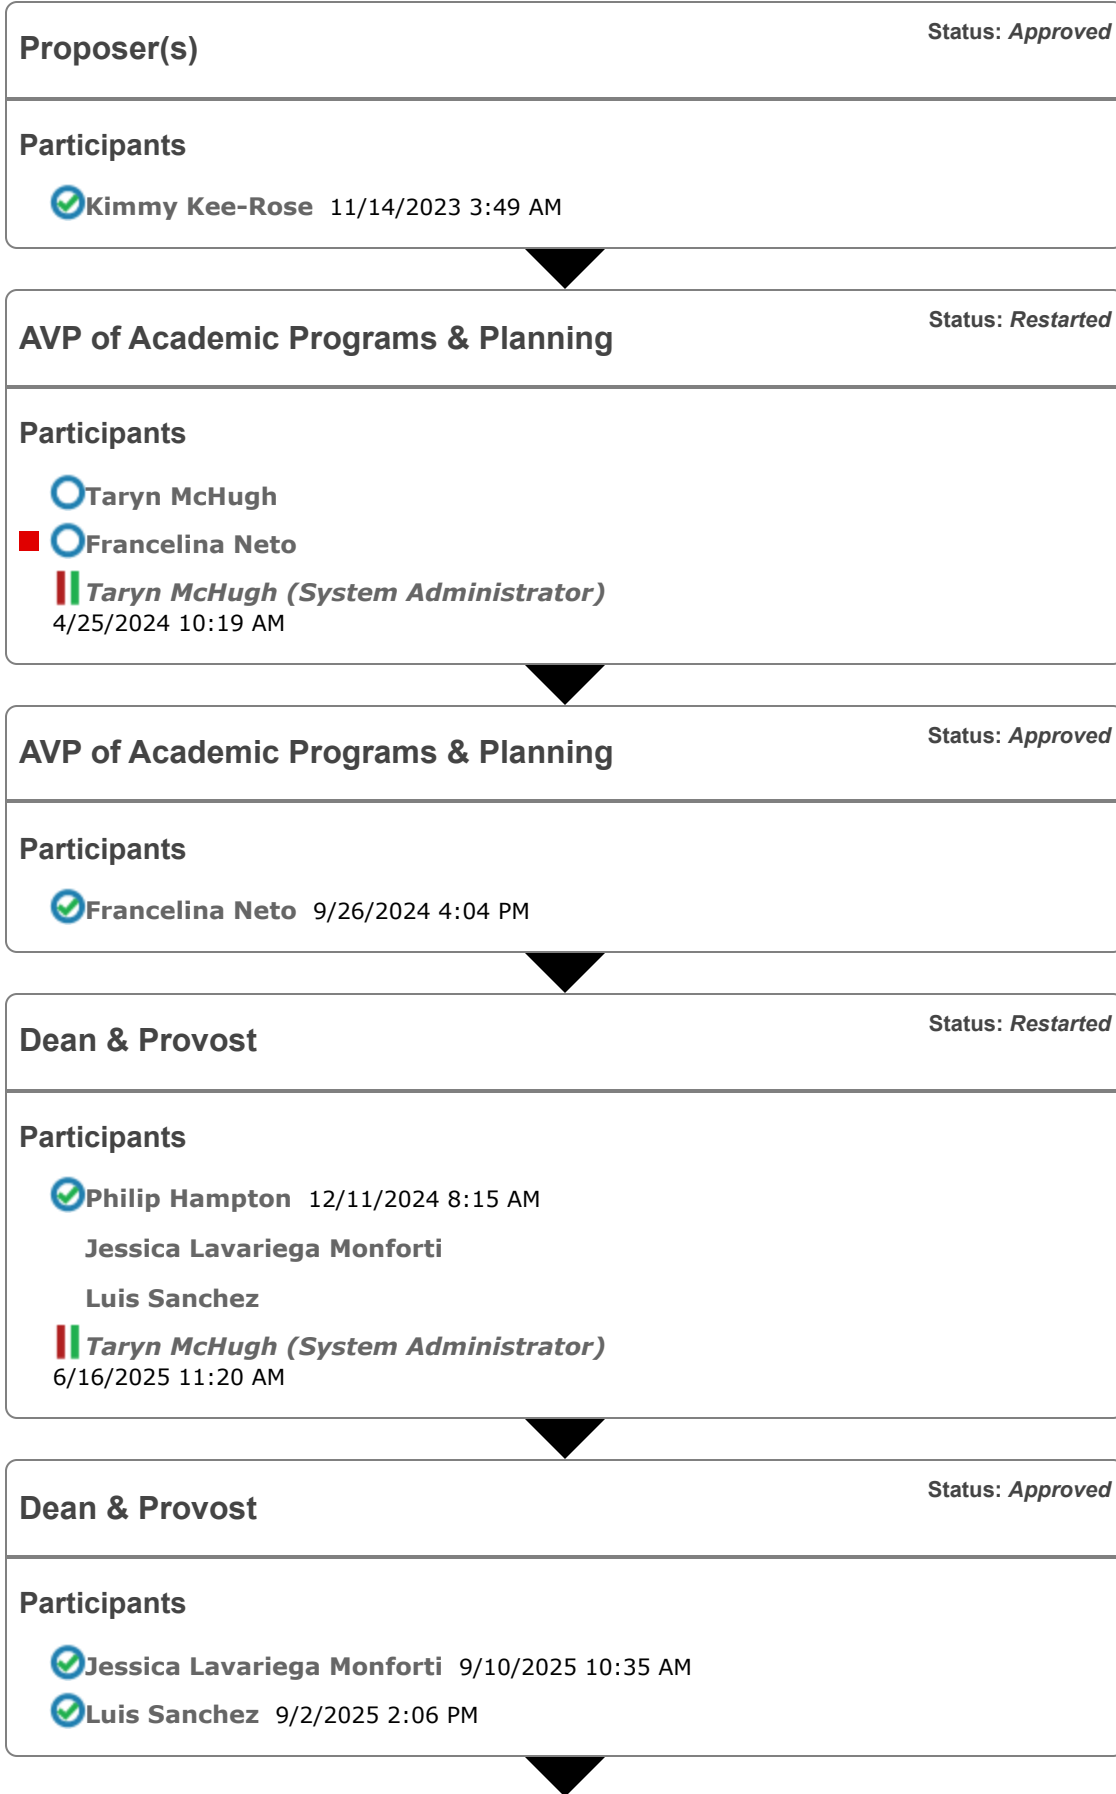 Proposer(s)
Status: Approved
Participants
Kimmy Kee-Rose 11/14/2023 3:49 AM
AVP of Academic Programs & Planning
Status: Restarted
Participants
Taryn McHugh
Francelina Neto
Taryn McHugh (System Administrator)
4/25/2024 10:19 AM
AVP of Academic Programs & Planning
Status: Approved
Participants
Francelina Neto 9/26/2024 4:04 PM
Dean & Provost
Status: Restarted
Participants
Philip Hampton 12/11/2024 8:15 AM
Jessica Lavariega Monforti
Luis Sanchez
Taryn McHugh (System Administrator)
6/16/2025 11:20 AM
Dean & Provost
Status: Approved
Participants
Jessica Lavariega Monforti 9/10/2025 10:35 AM
Luis Sanchez 9/2/2025 2:06 PM